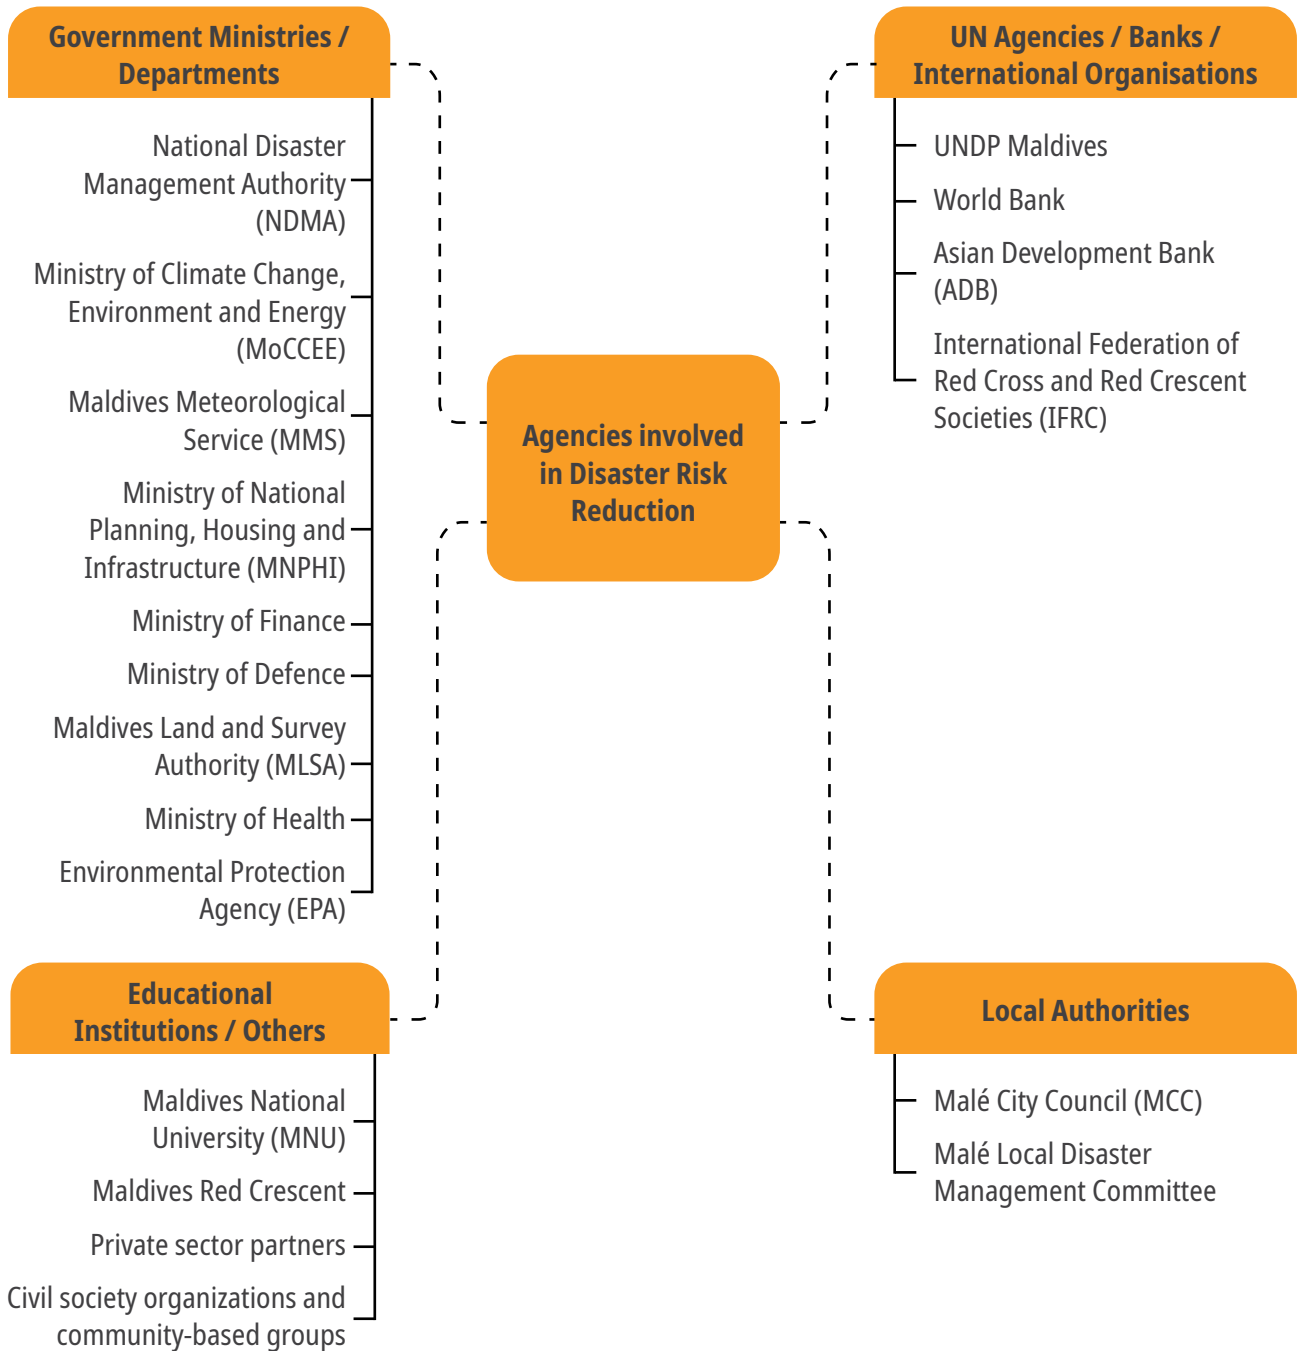 Government Ministries /
Departments
National Disaster
Management Authority
(NDMA)
Ministry of Climate Change,
Environment and Energy
(MoCCEE)
Maldives Meteorological
Service (MMS)
Ministry of National
Planning, Housing and
Infrastructure (MNPHI)
Ministry of Finance
Ministry of Defence
Maldives Land and Survey
Authority (MLSA)
Ministry of Health
Environmental Protection
Agency (EPA)
UN Agencies / Banks /
International Organisations
UNDP Maldives
World Bank
Asian Development Bank
(ADB)
International Federation of
Red Cross and Red Crescent
Societies (IFRC)
Agencies involved
in Disaster Risk
Reduction
Educational
Institutions / Others
Maldives National
University (MNU)
Maldives Red Crescent
Private sector partners
Civil society organizations and
community-based groups
Local Authorities
Malé City Council (MCC)
Malé Local Disaster
Management Committee